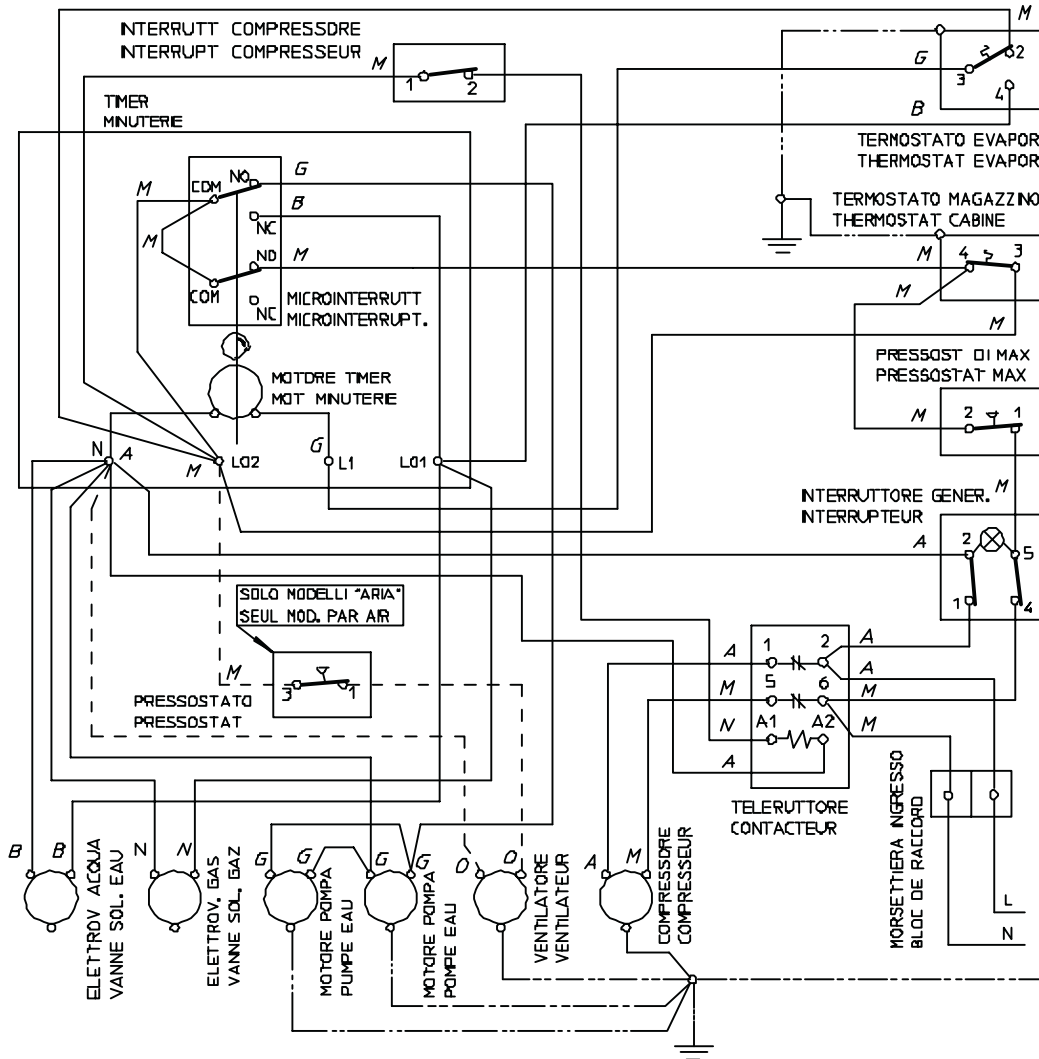 INTERRUTT COMPRESSORE
INTERRUPT COMPRESSEUR
M
1
2
M
G
2
3
4
B
TIMER
MINUTERIE
TERMOSTATO EVAPOR
THERMOSTAT EVAPOR
COM
NO
G
M
B
NC
M
NO
M
COM
NC
MICROINTERRUTT
MICROINTERRUPT.
TERMOSTATO MAGAZZINO
THERMOSTAT CABINE
M
4
3
M
M
MOTORE TIMER
MOT MINUTERIE
PRESSOST DI MAX
PRESSOSTAT MAX
M
2
1
N
A
M
LO2
G
L1
LO1
INTERRUTTORE GENER.
INTERRUPTEUR
M
A
2
5
1
4
SOLO MODELLI "ARIA"
SEUL MOD. PAR AIR
M
3
1
PRESSOSTATO
PRESSOSTAT
A
1
2
A
A
M
5
6
M
N
A1
A2
M
A
TELERUTTORE
CONTACTEUR
MORSETTIERA INGRESSO
BLOC DE RACCORD
L
N
B
B
N
N
G
G
G
G
O
O
A
M
ELETTROV ACQUA
VANNE SOL. EAU
ELETTROV. GAS
VANNE SOL. GAZ
MOTORE POMPA
PUMPE EAU
MOTORE POMPA
POMPE EAU
VENTILATORE
VENTILATEUR
COMPRESSORE
COMPRESSEUR